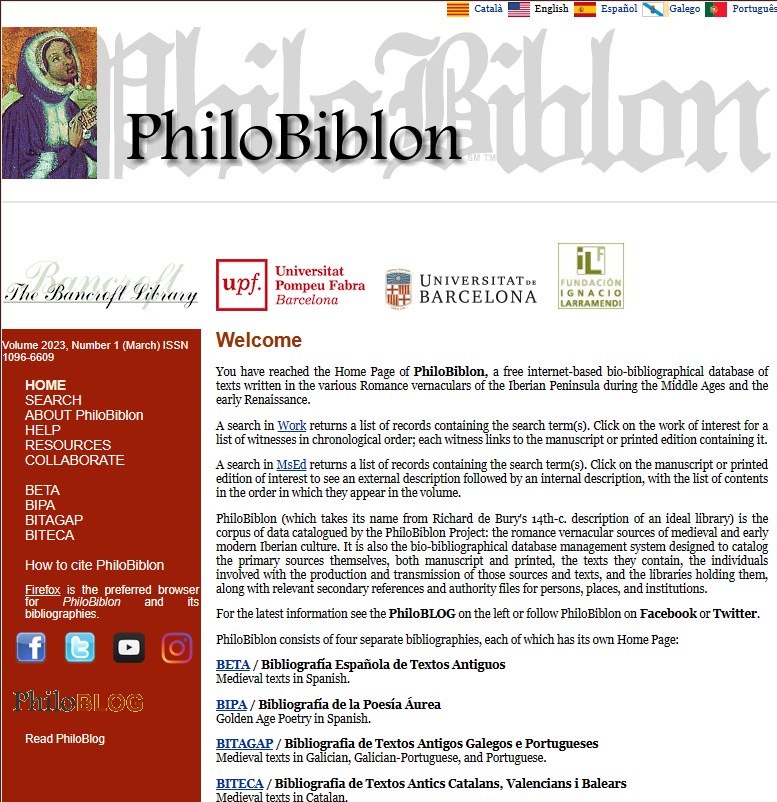 Català English Español Galego Português
PhiloBiblon
PhiloBiblon
SM TM
Bancroft
The Bancroft Library
upf. Universitat
Pompeu Fabra
Barcelona
UNIVERSITAT DE
BARCELONA
iLF
FUNDACIÓN
IGNACIO
LARRAMENDI
Volume 2023, Number 1 (March) ISSN
1096-6609
HOME
SEARCH
ABOUT PhiloBiblon
HELP
RESOURCES
COLLABORATE
BETA
BIPA
BITAGAP
BITECA
How to cite PhiloBiblon
Firefox is the preferred browser
for PhiloBiblon and its
bibliographies.
PhiloBLOG
Read PhiloBlog
Welcome
You have reached the Home Page of PhiloBiblon, a free internet-based bio-bibliographical database of
texts written in the various Romance vernaculars of the Iberian Peninsula during the Middle Ages and the
early Renaissance.
A search in Work returns a list of records containing the search term(s). Click on the work of interest for a
list of witnesses in chronological order; each witness links to the manuscript or printed edition containing it.
A search in MsEd returns a list of records containing the search term(s). Click on the manuscript or printed
edition of interest to see an external description followed by an internal description, with the list of contents
in the order in which they appear in the volume.
PhiloBiblon (which takes its name from Richard de Bury's 14th-c. description of an ideal library) is the
corpus of data catalogued by the PhiloBiblon Project: the romance vernacular sources of medieval and early
modern Iberian culture. It is also the bio-bibliographical database management system designed to catalog
the primary sources themselves, both manuscript and printed, the texts they contain, the individuals
involved with the production and transmission of those sources and texts, and the libraries holding them,
along with relevant secondary references and authority files for persons, places, and institutions.
For the latest information see the PhiloBLOG on the left or follow PhiloBiblon on Facebook or Twitter.
PhiloBiblon consists of four separate bibliographies, each of which has its own Home Page:
BETA / Bibliografía Española de Textos Antiguos
Medieval texts in Spanish.
BIPA / Bibliografía de la Poesía Áurea
Golden Age Poetry in Spanish.
BITAGAP / Bibliografia de Textos Antigos Galegos e Portugueses
Medieval texts in Galician, Galician-Portuguese, and Portuguese.
BITECA / Bibliografia de Textos Antics Catalans, Valencians i Balears
Medieval texts in Catalan.